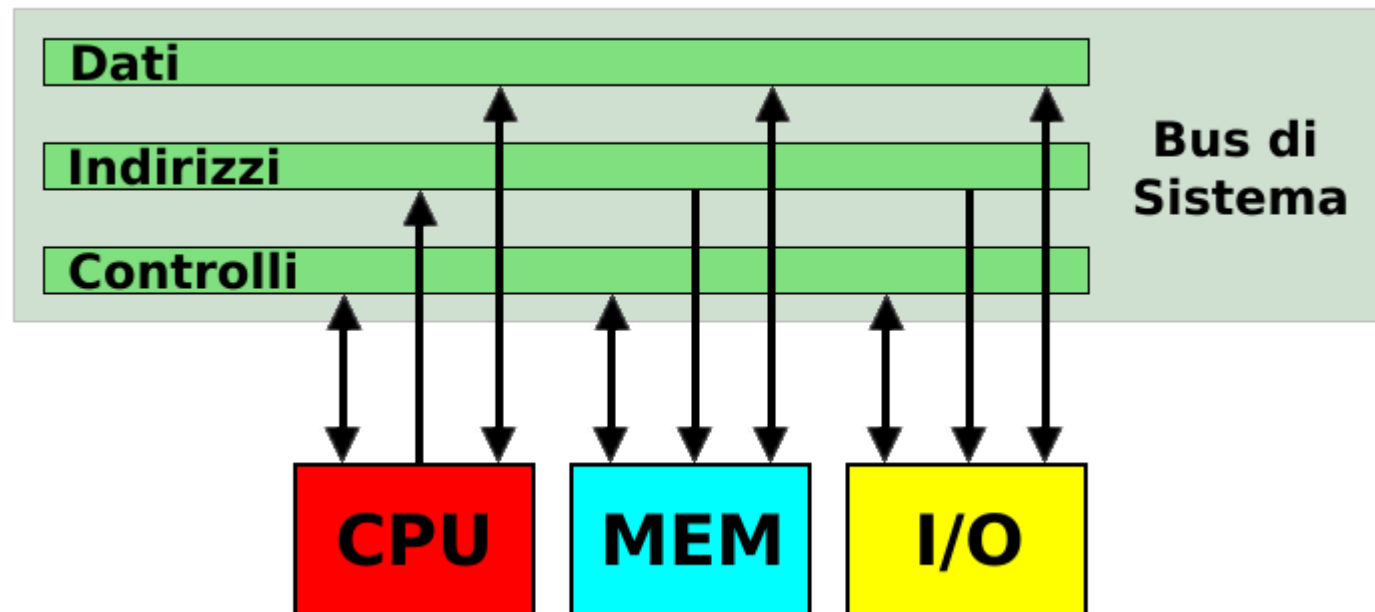 Dati
Indirizzi
Controlli
Bus di
Sistema
CPU
MEM
I/O